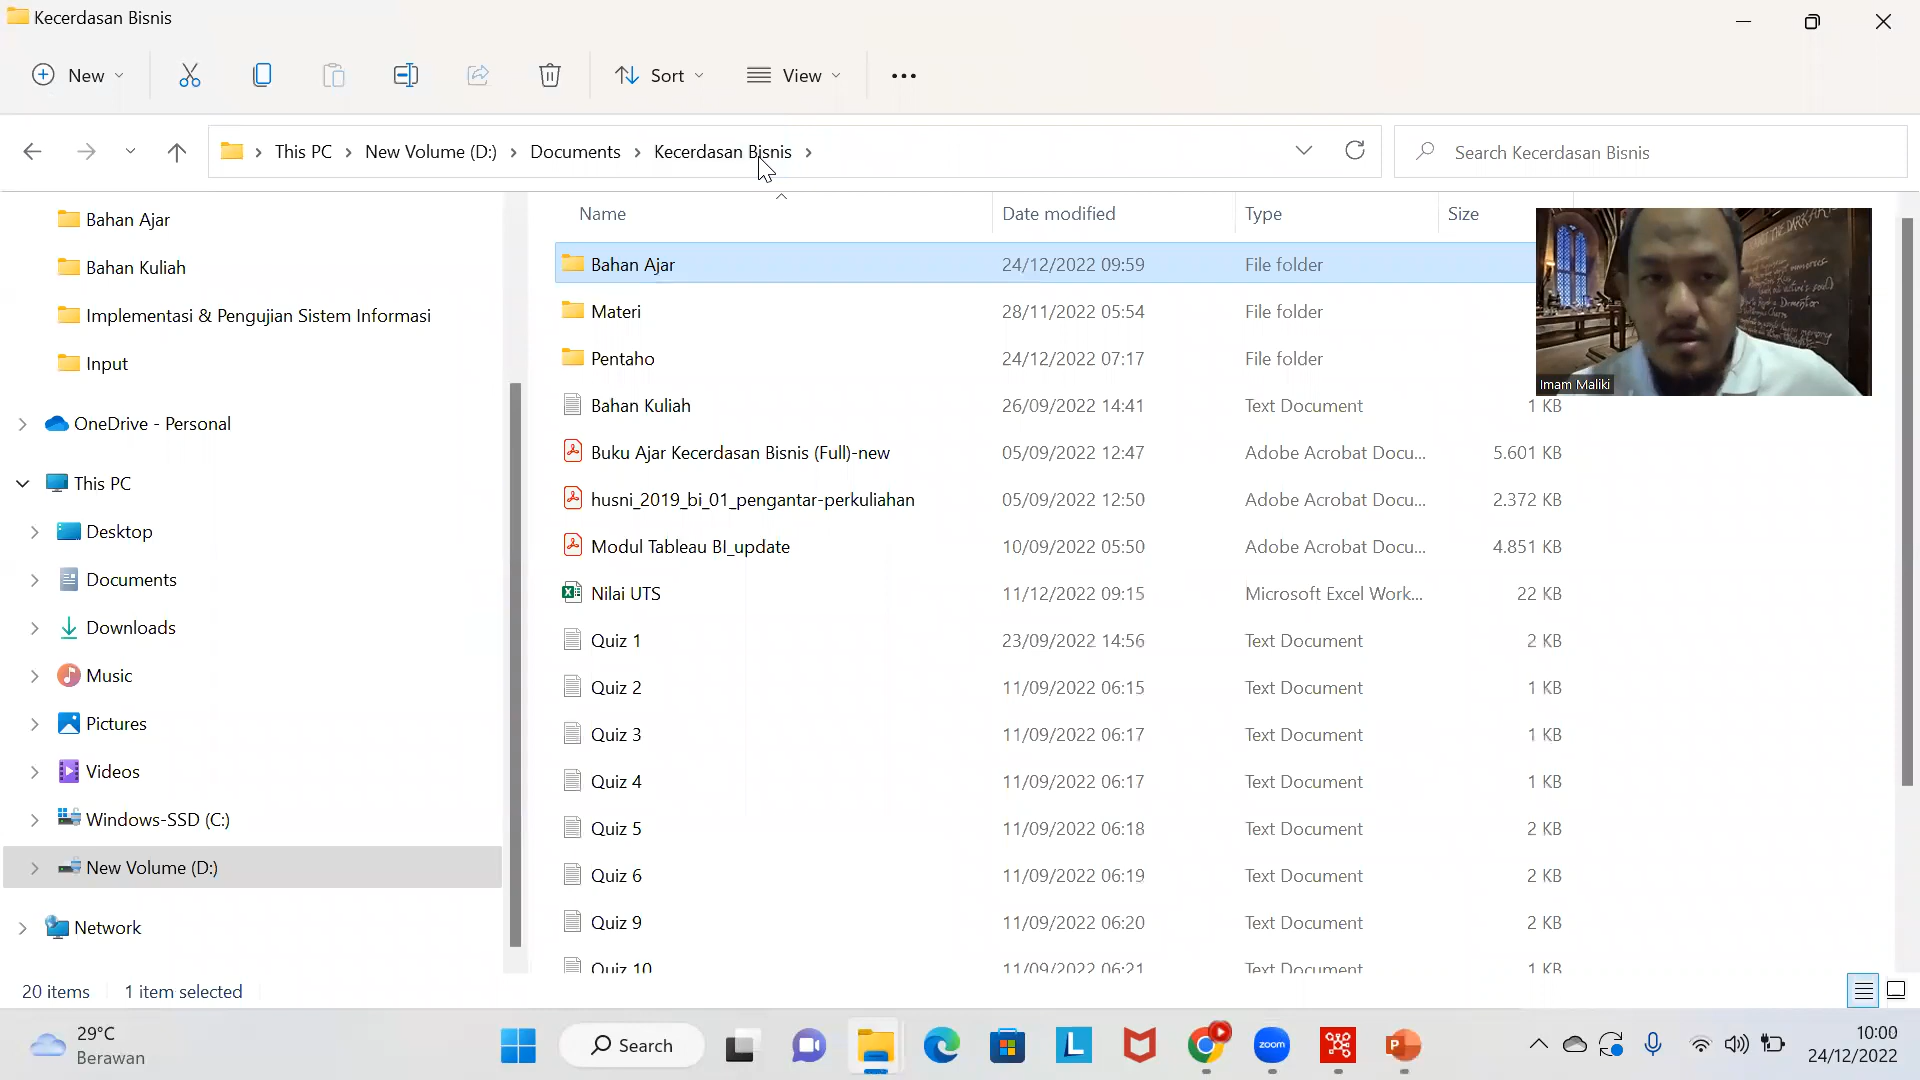 Kecerdasan Bisnis
New
Sort
View
This PC
New Volume (D:)
Documents
Kecerdasan Bisnis
Search Kecerdasan Bisnis
Bahan Ajar
Bahan Kuliah
Implementasi & Pengujian Sistem Informasi
Input
OneDrive - Personal
This PC
Desktop
Documents
Downloads
Music
Pictures
Videos
Windows-SSD (C:)
New Volume (D:)
Network
Name Date modified Type Size
Bahan Ajar 24/12/2022 09:59 File folder
Materi 28/11/2022 05:54 File folder
Pentaho 24/12/2022 07:17 File folder
Bahan Kuliah 26/09/2022 14:41 Text Document 1 KB
Buku Ajar Kecerdasan Bisnis (Full)-new 05/09/2022 12:47 Adobe Acrobat Docu... 5.601 KB
husni_2019_bi_01_pengantar-perkuliahan 05/09/2022 12:50 Adobe Acrobat Docu... 2.372 KB
Modul Tableau BI_update 10/09/2022 05:50 Adobe Acrobat Docu... 4.851 KB
Nilai UTS 11/12/2022 09:15 Microsoft Excel Work... 22 KB
Quiz 1 23/09/2022 14:56 Text Document 2 KB
Quiz 2 11/09/2022 06:15 Text Document 1 KB
Quiz 3 11/09/2022 06:17 Text Document 1 KB
Quiz 4 11/09/2022 06:17 Text Document 1 KB
Quiz 5 11/09/2022 06:18 Text Document 2 KB
Quiz 6 11/09/2022 06:19 Text Document 2 KB
Quiz 9 11/09/2022 06:20 Text Document 2 KB
Quiz 10 11/09/2022 06:21 Text Document 1 KB
Imam Maliki
20 items 1 item selected
29°C
Berawan
Search
zoom
10:00
24/12/2022